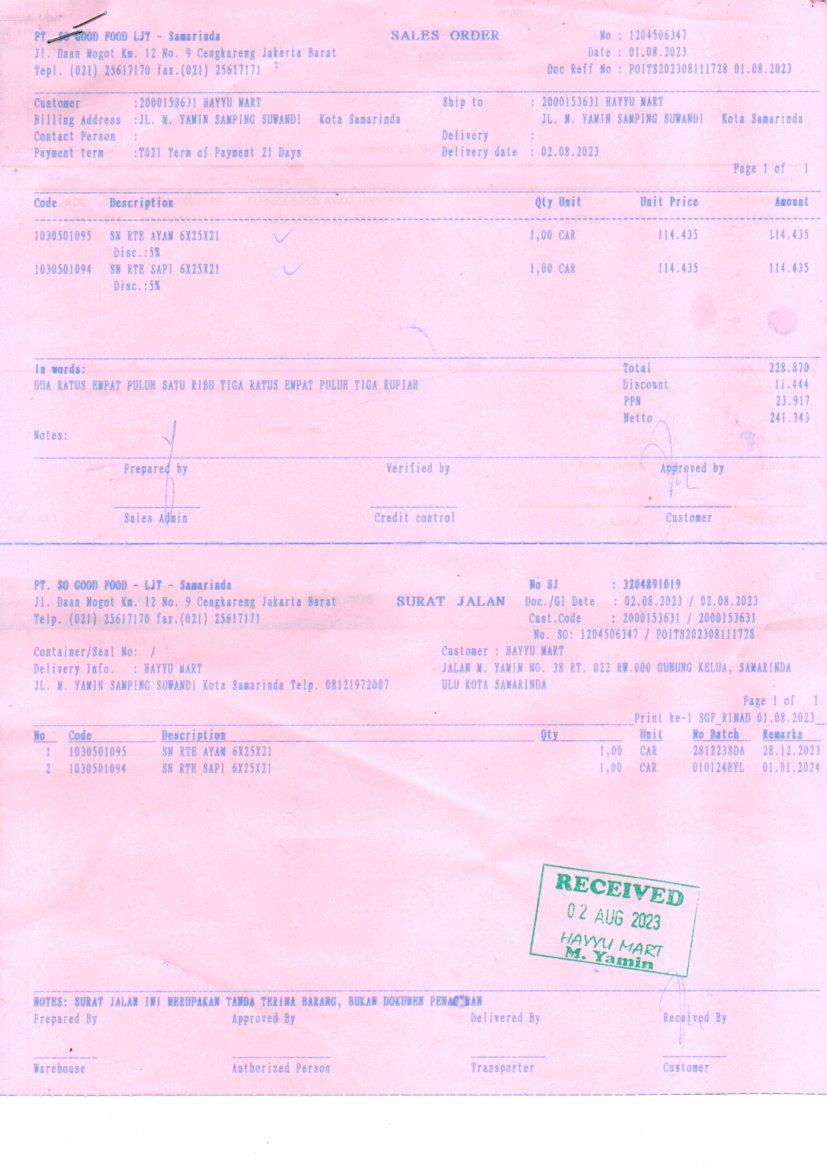 PT. SO GOOD FOOD LJT - Samarinda
SALES ORDER
No : 1204506347
Jl. Daan Mogot Km. 12 No. 9 Cengkareng Jakarta Barat
Date : 01.08.2023
Tepl. (021) 25617170 fax.(021) 25617171
Doc Reff No : POITS202308111728 01.08.2023
Customer :2000153631 HAYYU MART
Ship to : 2000153631 HAYYU MART
Billing Address :JL. M. YAMIN SAMPING SUWANDI Kota Samarinda
JL. M. YAMIN SAMPING SUWANDI Kota Samarinda
Contact Person :
Delivery :
Payment term :T021 Term of Payment 21 Days
Delivery date : 02.08.2023
Page 1 of 1
Code Description Qty Unit Unit Price Amount
1030501095 SN RTE AYAM 6X25X21 1,00 CAR 114.435 114.435
Disc.:5%
1030501094 SN RTE SAPI 6X25X21 1,00 CAR 114.435 114.435
Disc.:5%
In words:
Total 228.870
DUA RATUS EMPAT PULUH SATU RIBU TIGA RATUS EMPAT PULUH TIGA RUPIAH
Discount 11.444
PPN 23.917
Netto 241.343
Notes:
Prepared by Verified by Approved by
Sales Admin Credit control Customer
PT. SO GOOD FOOD - LJT - Samarinda
No SJ : 3204891019
Jl. Daan Mogot Km. 12 No. 9 Cengkareng Jakarta Barat
SURAT JALAN
Doc./GI Date : 02.08.2023 / 02.08.2023
Telp. (021) 25617170 fax.(021) 25617171
Cust.Code : 2000153631 / 2000153631
No. SO: 1204506347 / POITS202308111728
Container/Seal No: /
Customer : HAYYU MART
Delivery Info. : HAYYU MART
JALAN M. YAMIN NO. 38 RT. 022 RW.000 GUNUNG KELUA, SAMARINDA
JL. M. YAMIN SAMPING SUWANDI Kota Samarinda Telp. 08121972007
ULU KOTA SAMARINDA
Page 1 of 1
Print ke-1 SGF_RINAD 01.08.2023
No Code Description Qty Unit No Batch Remarks
1 1030501095 SN RTE AYAM 6X25X21 1,00 CAR 281223SDA 28.12.2023
2 1030501094 SN RTE SAPI 6X25X21 1,00 CAR 010124BYL 01.01.2024
RECEIVED
02 AUG 2023
HAYYU MART
M. Yamin
NOTES: SURAT JALAN INI MERUPAKAN TANDA TERIMA BARANG, BUKAN DOKUMEN
Prepared By Approved By Delivered By Received By
Warehouse Authorized Person Transporter Customer